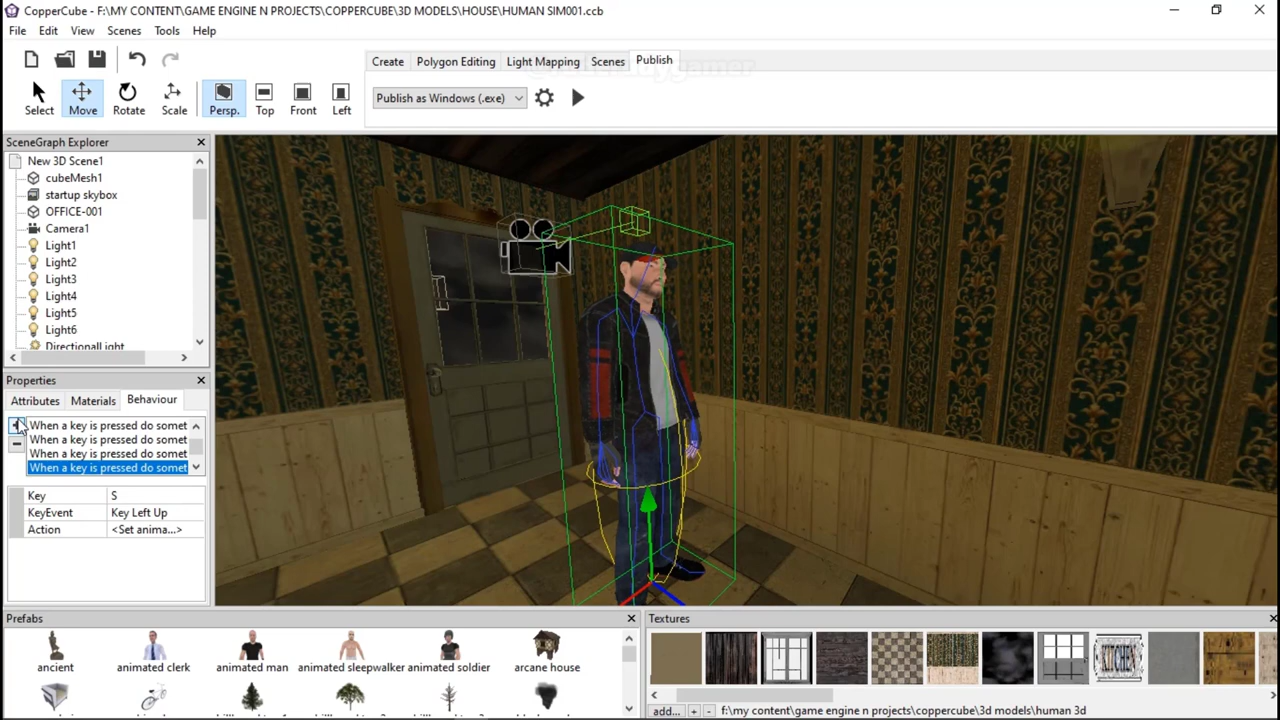 CopperCube - F:\MY CONTENT\GAME ENGINE N PROJECTS\COPPERCUBE\3D MODELS\HOUSE\HUMAN SIM001.ccb
File Edit View Scenes Tools Help
Create Polygon Editing Light Mapping Scenes Publish
Select Move Rotate Scale Persp. Top Front Left
Publish as Windows (.exe)
SceneGraph Explorer
New 3D Scene1
cubeMesh1
startup skybox
OFFICE-001
Camera1
Light1
Light2
Light3
Light4
Light5
Light6
DirectionalLight
Properties
Attributes Materials Behaviour
When a key is pressed do somet
When a key is pressed do somet
When a key is pressed do somet
When a key is pressed do somet
Key S
KeyEvent Key Left Up
Action <Set anima...>
Prefabs
ancient animated clerk animated man animated sleepwalker animated soldier arcane house
Textures
KITCHEN
add... + - f:\my content\game engine n projects\coppercube\3d models\human 3d